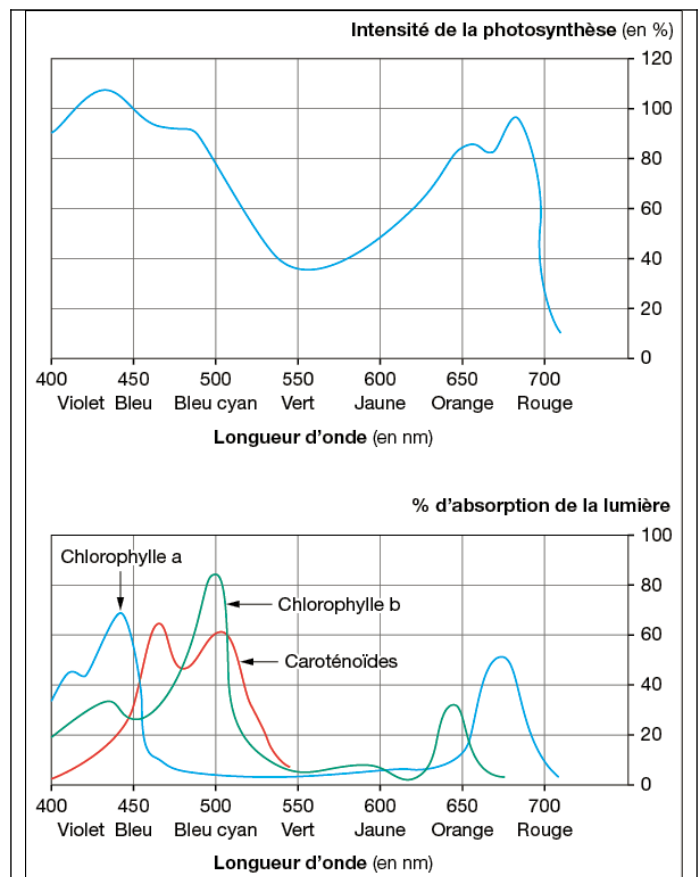 Intensité de la photosynthèse (en %)
120
100
80
60
40
20
0
400 450 500 550 600 650 700
Violet Bleu Bleu cyan Vert Jaune Orange Rouge
Longueur d'onde (en nm)
% d'absorption de la lumière
100
Chlorophylle a
80
Chlorophylle b
60
Caroténoïdes
40
20
0
400 450 500 550 600 650 700
Violet Bleu Bleu cyan Vert Jaune Orange Rouge
Longueur d'onde (en nm)